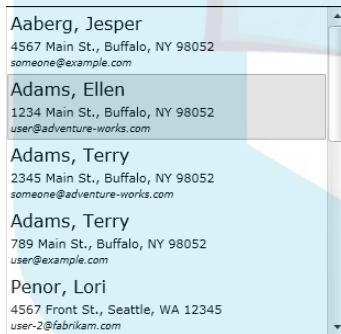 Aaberg, Jesper
4567 Main St., Buffalo, NY 98052
someone@example.com
Adams, Ellen
1234 Main St., Buffalo, NY 98052
user@adventure-works.com
Adams, Terry
2345 Main St., Buffalo, NY 98052
someone@adventure-works.com
Adams, Terry
789 Main St., Buffalo, NY 98052
user@example.com
Penor, Lori
4567 Front St., Seattle, WA 12345
user-2@fabrikam.com